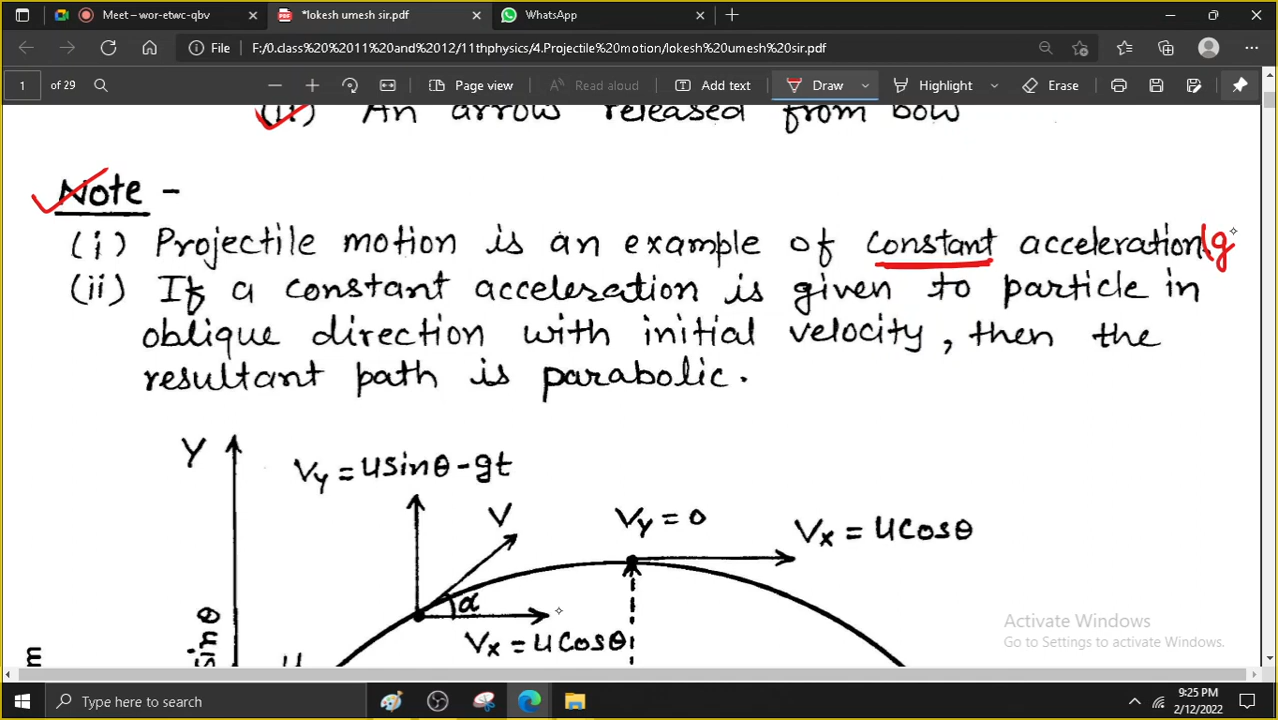 Meet – wor-etwc-qbv
*lokesh umesh sir.pdf
WhatsApp
File
F:/0.class%20%2011%20and%2012/11thphysics/4.Projectile%20motion/lokesh%20umesh%20sir.pdf
1 of 29
Page view
Read aloud
Add text
Draw
Highlight
Erase
(ii) An arrow released from bow
Note -
(i) Projectile motion is an example of constant acceleration (g
(ii) If a constant acceleration is given to particle in
oblique direction with initial velocity, then the
resultant path is parabolic.
Y
Vy = usinθ - gt
V
Vy = 0
Vx = ucosθ
α
Vx = ucosθ
sinθ
u
m
Activate Windows
Go to Settings to activate Windows.
Type here to search
9:25 PM
2/12/2022